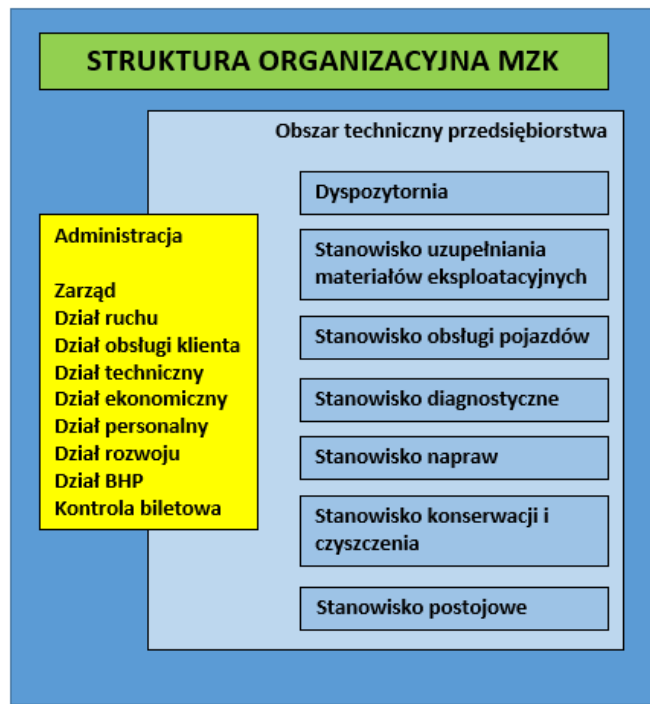 STRUKTURA ORGANIZACYJNA MZK
Obszar techniczny przedsiębiorstwa
Dyspozytornia
Stanowisko uzupełniania
materiałów eksploatacyjnych
Stanowisko obsługi pojazdów
Stanowisko diagnostyczne
Stanowisko napraw
Stanowisko konserwacji i
czyszczenia
Stanowisko postojowe
Administracja
Zarząd
Dział ruchu
Dział obsługi klienta
Dział techniczny
Dział ekonomiczny
Dział personalny
Dział rozwoju
Dział BHP
Kontrola biletowa